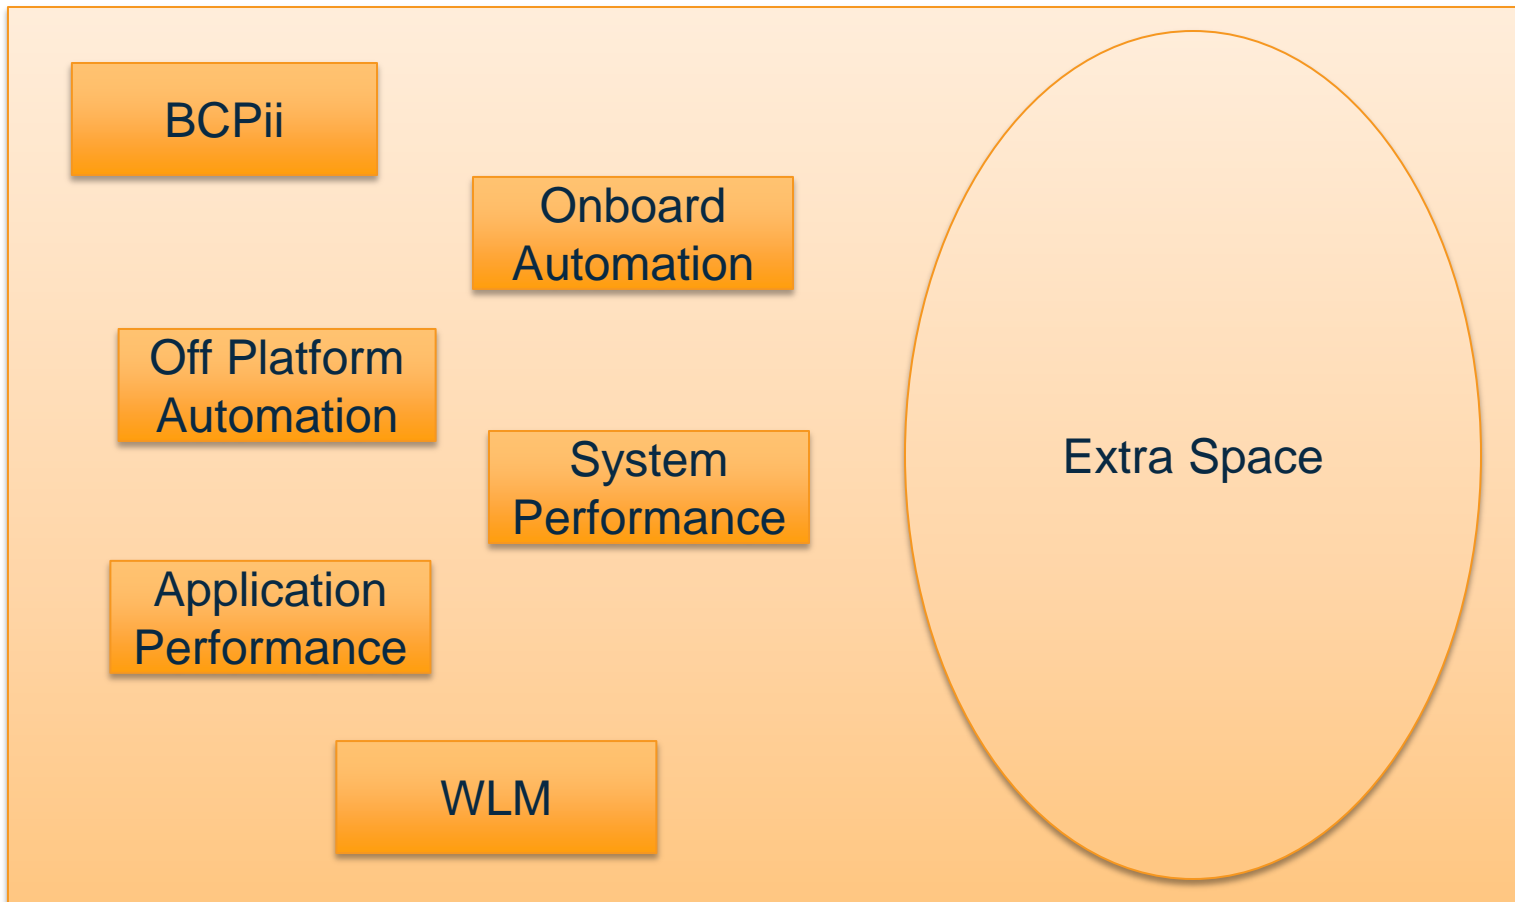 BCPii
Onboard
Automation
Off Platform
Automation
System
Performance
Extra Space
Application
Performance
WLM